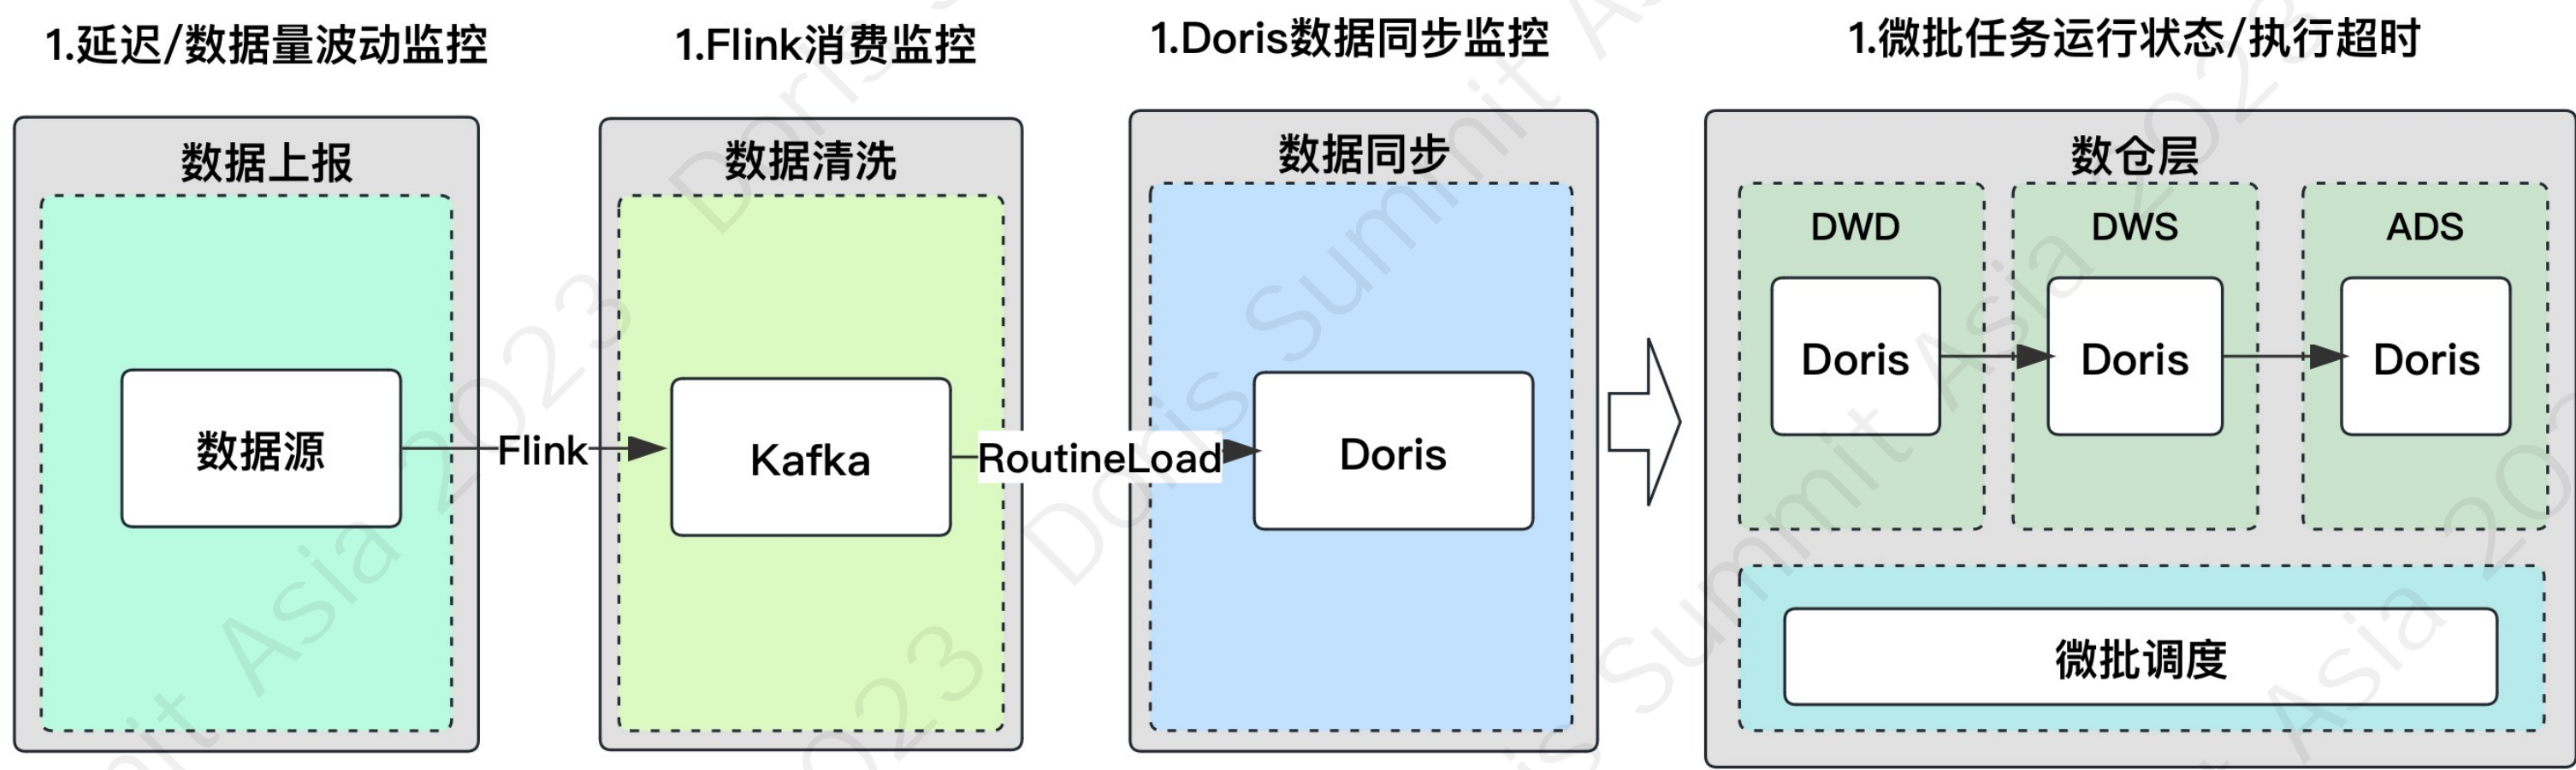 1.延迟/数据量波动监控
1.Flink消费监控
1.Doris数据同步监控
1.微批任务运行状态/执行超时
数据上报
数据源
Flink
数据清洗
Kafka
RoutineLoad
数据同步
Doris
数仓层
DWD
DWS
ADS
Doris
Doris
Doris
微批调度
Doris Summit Asia 2023